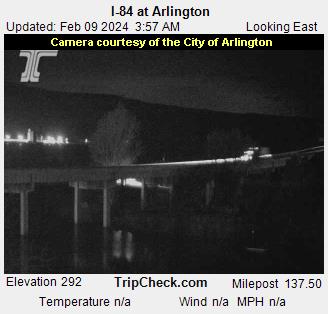 I-84 at Arlington
Updated: Feb 09 2024 3:57 AM Looking East
Camera courtesy of the City of Arlington
Elevation 292 TripCheck.com Milepost 137.50
Temperature n/a Wind n/a MPH n/a